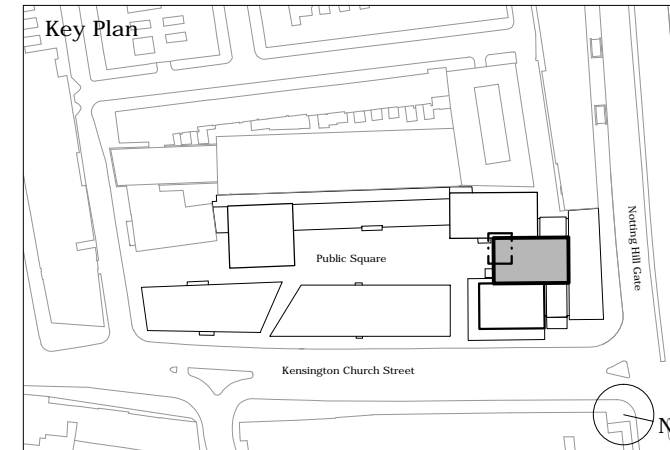 Key Plan
Notting Hill Gate
Public Square
Kensington Church Street
N